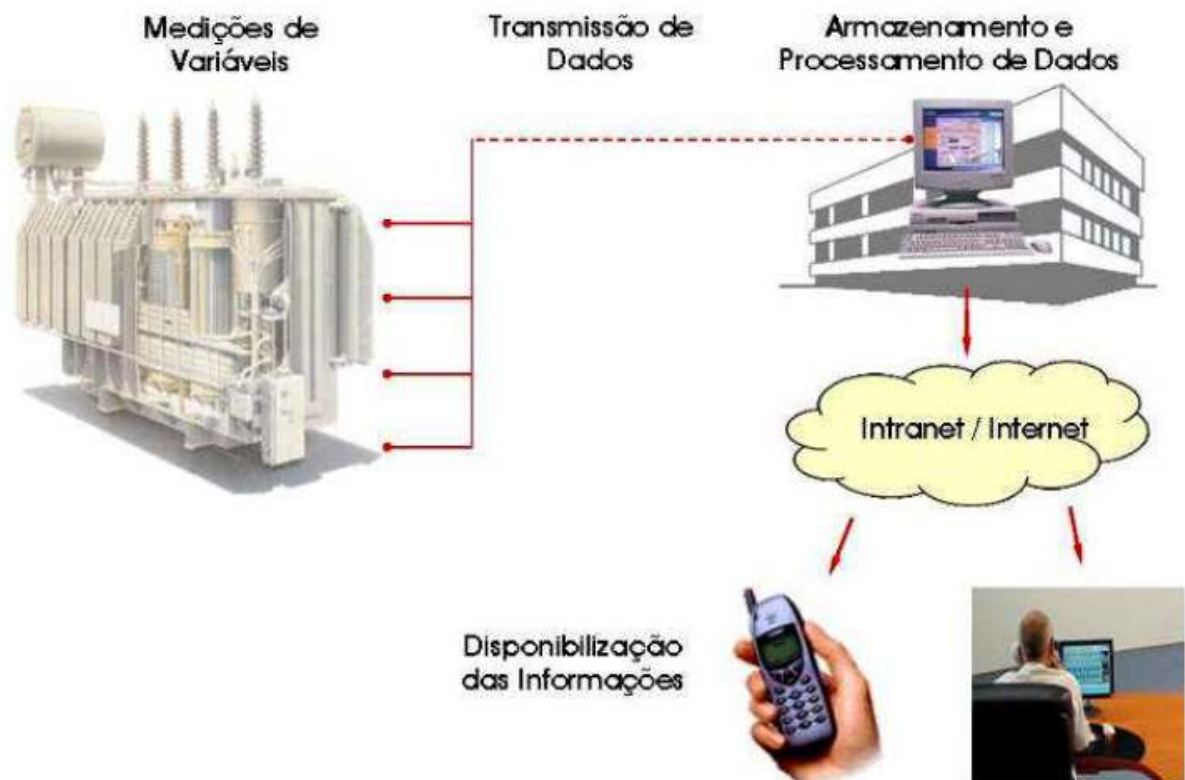 Medições de
Variáveis
Transmissão de
Dados
Armazenamento e
Processamento de Dados
Intranet / Internet
Disponibilização
das Informações